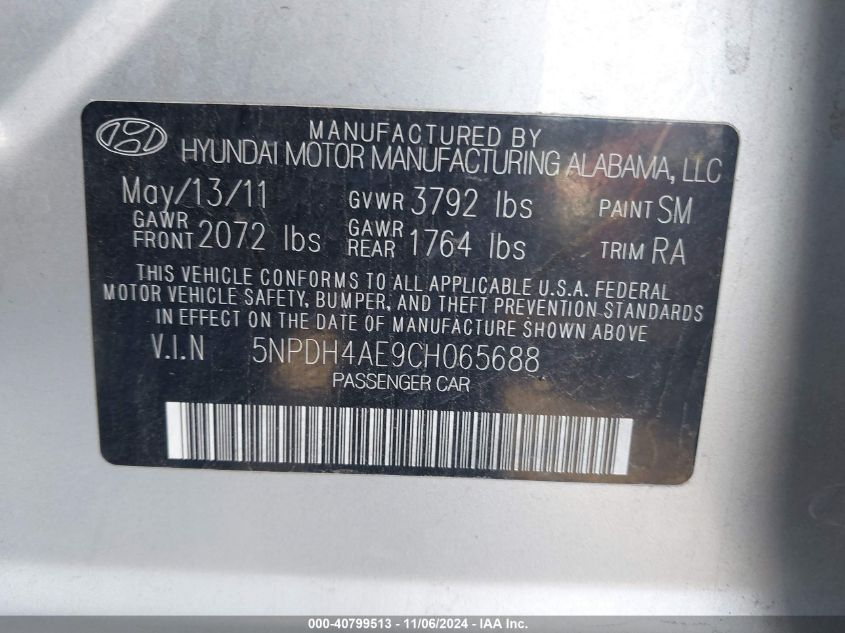 MANUFACTURED BY
HYUNDAI MOTOR MANUFACTURING ALABAMA, LLC
May/13/11 GVWR 3792 lbs PAINT SM
GAWR FRONT 2072 lbs GAWR REAR 1764 lbs TRIM RA
THIS VEHICLE CONFORMS TO ALL APPLICABLE U.S.A. FEDERAL
MOTOR VEHICLE SAFETY, BUMPER, AND THEFT PREVENTION STANDARDS
IN EFFECT ON THE DATE OF MANUFACTURE SHOWN ABOVE
V.I.N 5NPDH4AE9CH065688
PASSENGER CAR
000-40799513 - 11/06/2024 - IAA Inc.